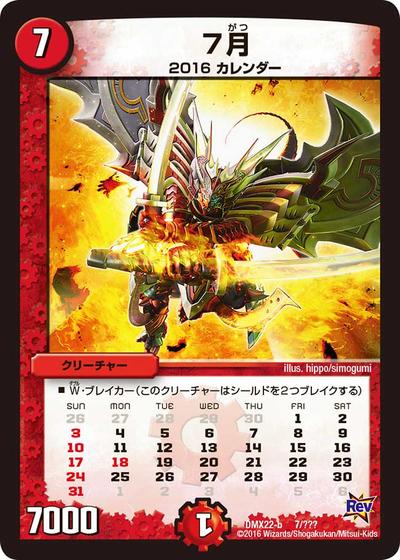 7
がつ
7月
2016 カレンダー
クリーチャー
illus. hippo/simogumi
ダブル
■ W・ブレイカー(このクリーチャーはシールドを2つブレイクする)
SUN MON TUE WED THU FRI SAT
26 27 28 29 30 1 2
3 4 5 6 7 8 9
10 11 12 13 14 15 16
17 18 19 20 21 22 23
24 25 26 27 28 29 30
31 1 2 3 4 5 6
7000
1
Rev
DMX22-b 7/???
©2016 Wizards/Shogakukan/Mitsui-Kids